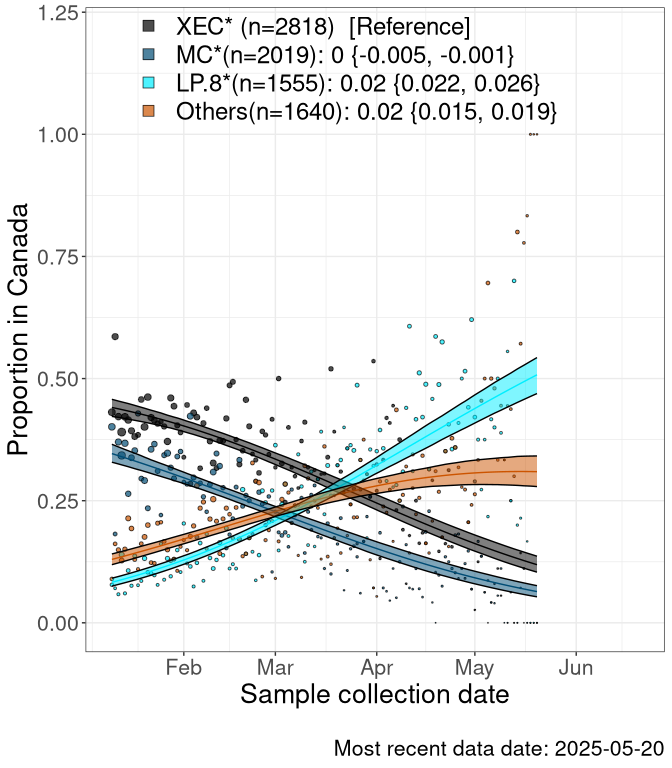 XEC* (n=2818)  [Reference]
MC*(n=2019): 0 {-0.005, -0.001}
LP.8*(n=1555): 0.02 {0.022, 0.026}
Others(n=1640): 0.02 {0.015, 0.019}
Proportion in Canada
1.25
1.00
0.75
0.50
0.25
0.00
Feb Mar Apr May Jun
Sample collection date
Most recent data date: 2025-05-20